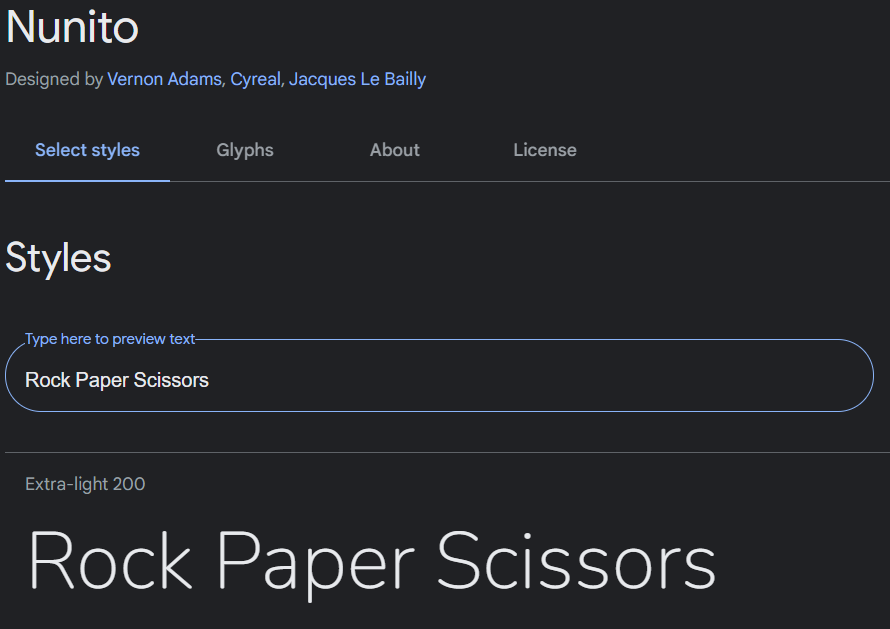 Nunito
Designed by Vernon Adams, Cyreal, Jacques Le Bailly
Select styles Glyphs About License
Styles
Type here to preview text
Rock Paper Scissors
Extra-light 200
Rock Paper Scissors